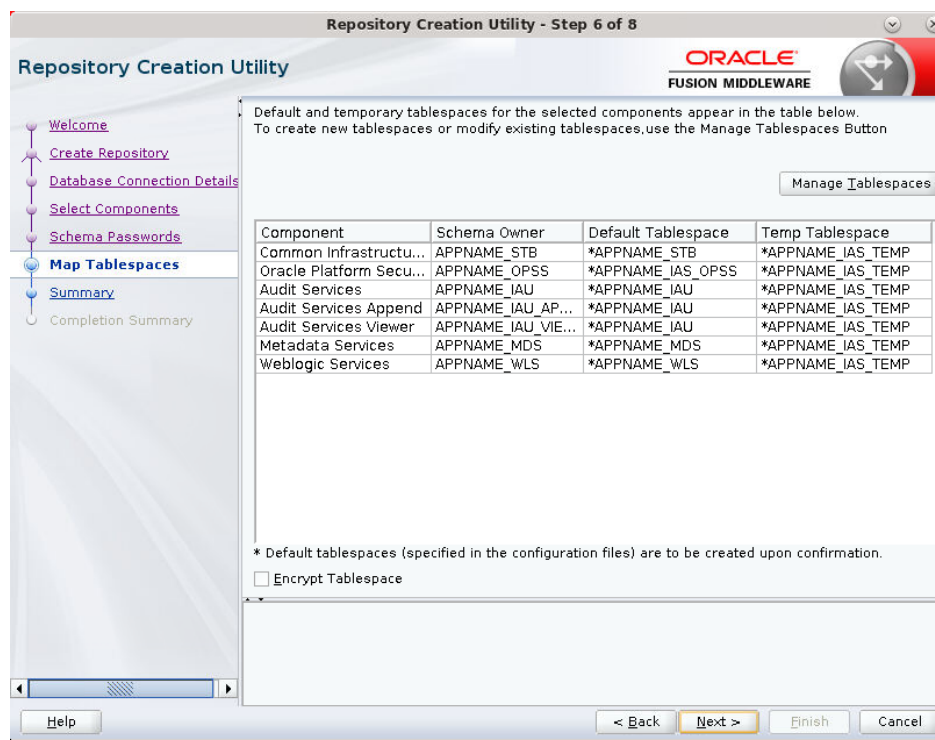 Repository Creation Utility - Step 6 of 8
Repository Creation Utility
ORACLE
FUSION MIDDLEWARE
Welcome
Create Repository
Database Connection Details
Select Components
Schema Passwords
Map Tablespaces
Summary
Completion Summary
Default and temporary tablespaces for the selected components appear in the table below.
To create new tablespaces or modify existing tablespaces,use the Manage Tablespaces Button
Manage Tablespaces
Component Schema Owner Default Tablespace Temp Tablespace
Common Infrastructu... APPNAME_STB *APPNAME_STB *APPNAME_IAS_TEMP
Oracle Platform Secu... APPNAME_OPSS *APPNAME_IAS_OPSS *APPNAME_IAS_TEMP
Audit Services APPNAME_IAU *APPNAME_IAU *APPNAME_IAS_TEMP
Audit Services Append APPNAME_IAU_AP... *APPNAME_IAU *APPNAME_IAS_TEMP
Audit Services Viewer APPNAME_IAU_VIE... *APPNAME_IAU *APPNAME_IAS_TEMP
Metadata Services APPNAME_MDS *APPNAME_MDS *APPNAME_IAS_TEMP
Weblogic Services APPNAME_WLS *APPNAME_WLS *APPNAME_IAS_TEMP
* Default tablespaces (specified in the configuration files) are to be created upon confirmation.
Encrypt Tablespace
Help < Back Next > Finish Cancel